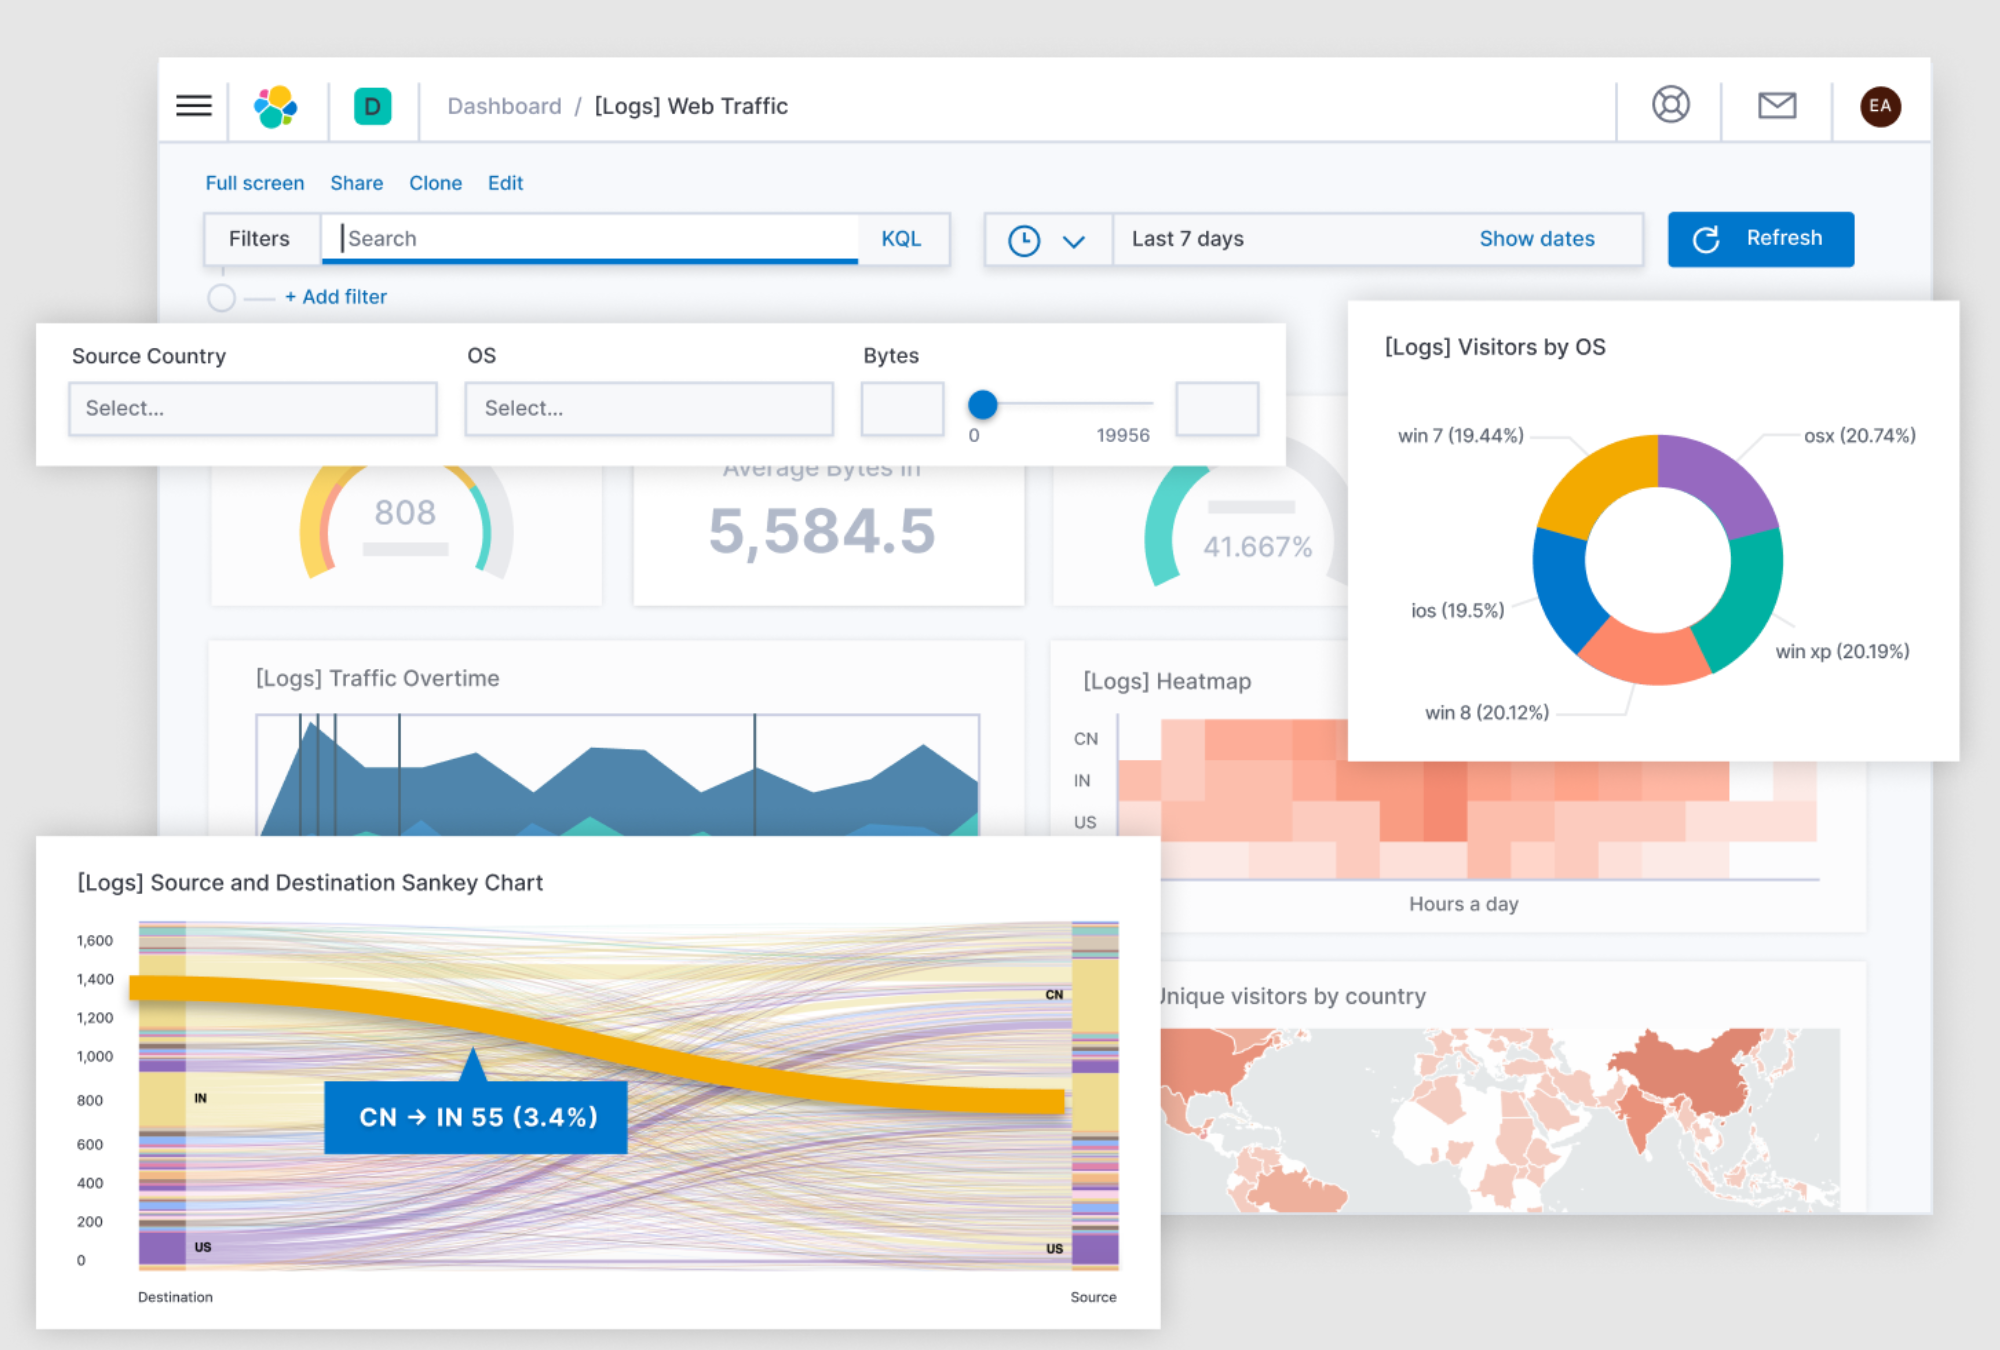 D
Dashboard / [Logs] Web Traffic
EA
Full screen Share Clone Edit
Filters Search KQL
Last 7 days Show dates Refresh
+ Add filter
Source Country OS Bytes
Select... Select...
0 19956
808
Average Bytes In
5,584.5
41.667%
[Logs] Visitors by OS
win 7 (19.44%) osx (20.74%)
ios (19.5%)
win xp (20.19%)
win 8 (20.12%)
[Logs] Traffic Overtime
[Logs] Heatmap
CN
IN
US
Hours a day
[Logs] Source and Destination Sankey Chart
1,600
1,400
1,200
1,000
800
600
400
200
0
CN
IN
CN → IN 55 (3.4%)
US US
Destination Source
Unique visitors by country